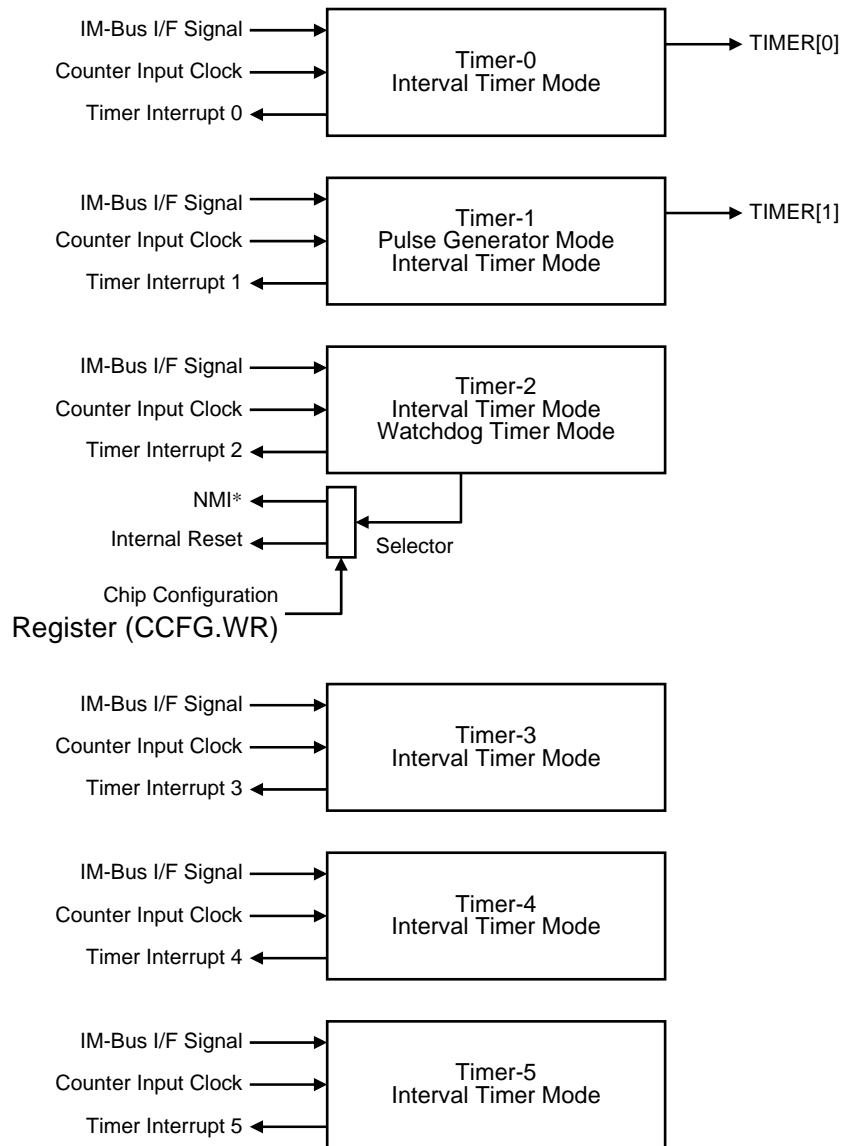 IM-Bus I/F Signal
Counter Input Clock
Timer Interrupt 0
Timer-0
Interval Timer Mode
TIMER[0]
IM-Bus I/F Signal
Counter Input Clock
Timer Interrupt 1
Timer-1
Pulse Generator Mode
Interval Timer Mode
TIMER[1]
IM-Bus I/F Signal
Counter Input Clock
Timer Interrupt 2
Timer-2
Interval Timer Mode
Watchdog Timer Mode
NMI*
Internal Reset
Selector
Chip Configuration
Register (CCFG.WR)
IM-Bus I/F Signal
Counter Input Clock
Timer Interrupt 3
Timer-3
Interval Timer Mode
IM-Bus I/F Signal
Counter Input Clock
Timer Interrupt 4
Timer-4
Interval Timer Mode
IM-Bus I/F Signal
Counter Input Clock
Timer Interrupt 5
Timer-5
Interval Timer Mode